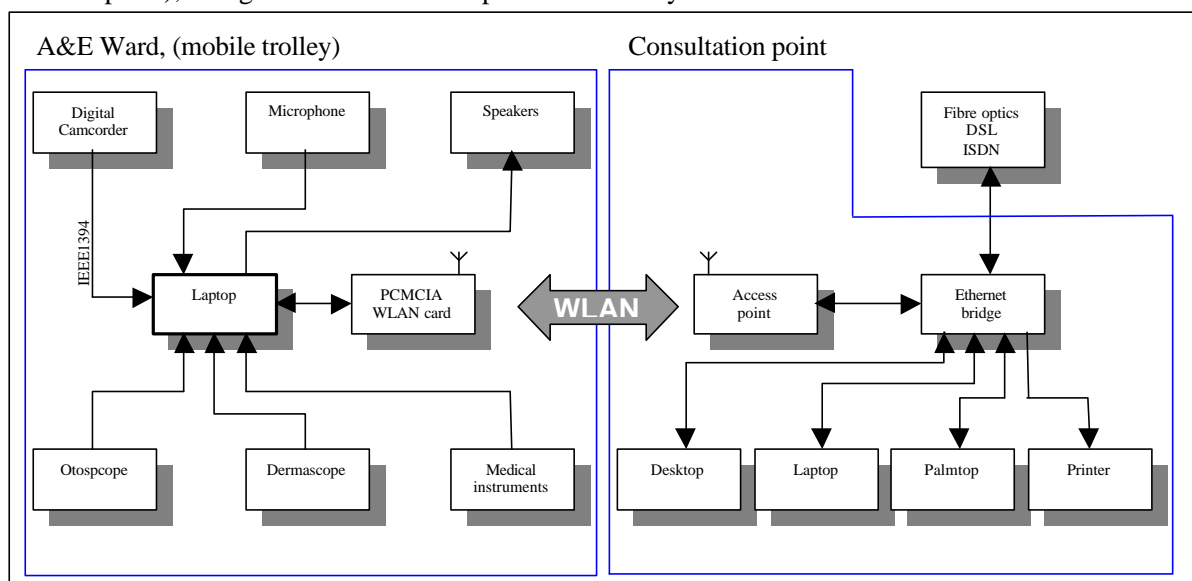 A&E Ward, (mobile trolley)
Consultation point
Digital
Camcorder
Microphone
Speakers
Fibre optics
DSL
ISDN
IEEE1394
Laptop
PCMCIA
WLAN card
WLAN
Access
point
Ethernet
bridge
Otospcope
Dermascope
Medical
instruments
Desktop
Laptop
Palmtop
Printer